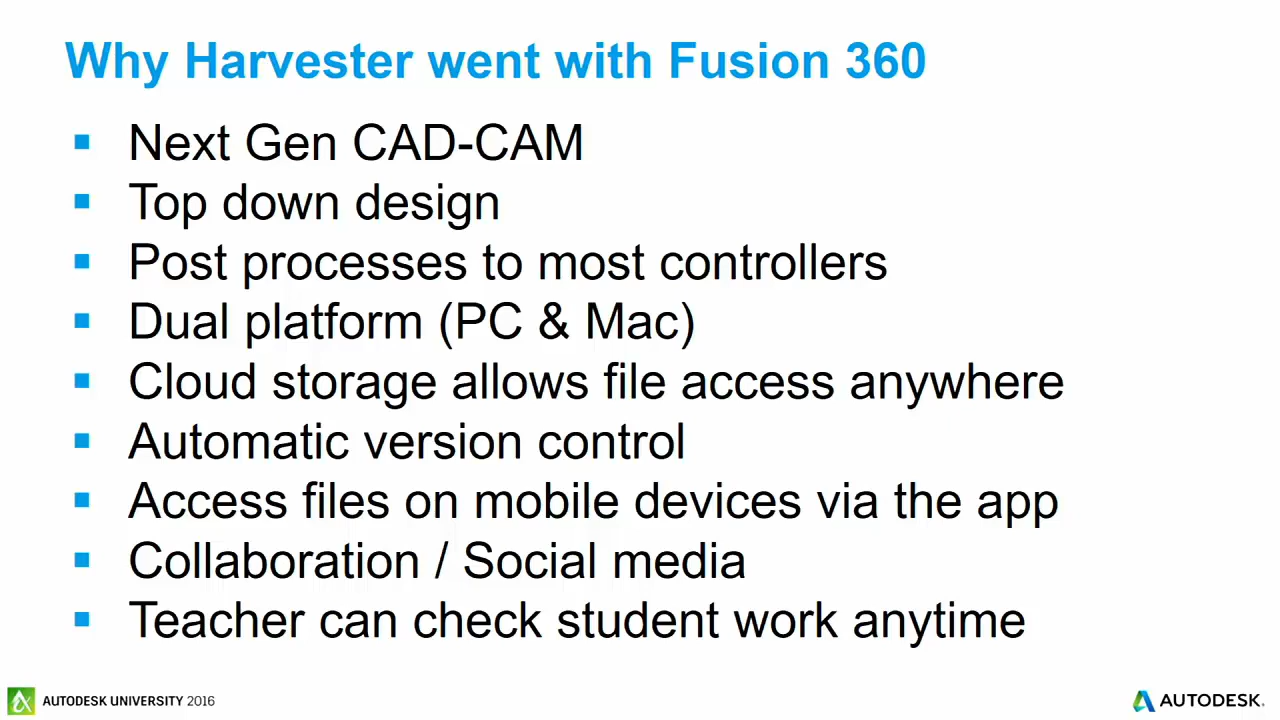 Why Harvester went with Fusion 360
▪ Next Gen CAD-CAM
▪ Top down design
▪ Post processes to most controllers
▪ Dual platform (PC & Mac)
▪ Cloud storage allows file access anywhere
▪ Automatic version control
▪ Access files on mobile devices via the app
▪ Collaboration / Social media
▪ Teacher can check student work anytime
AUTODESK UNIVERSITY 2016
AUTODESK.